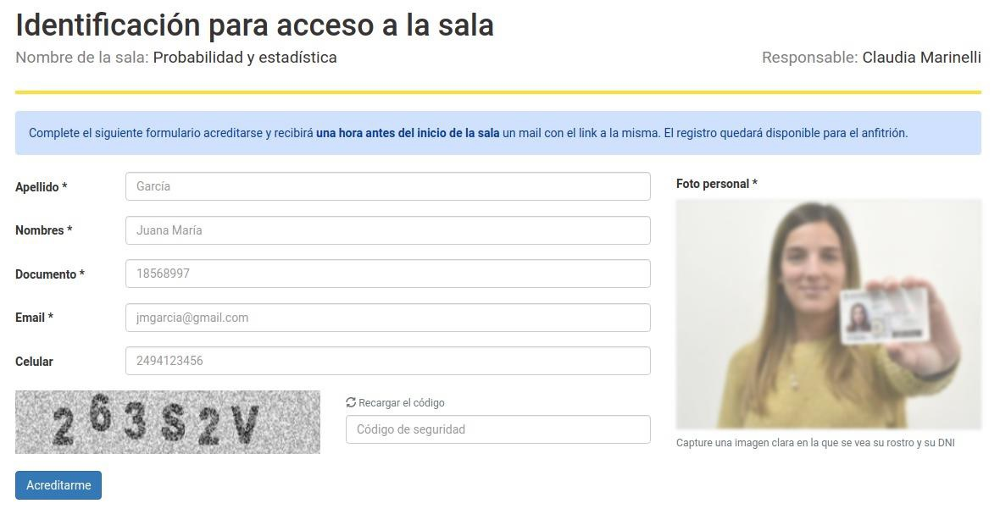 Identificación para acceso a la sala
Nombre de la sala: Probabilidad y estadística
Responsable: Claudia Marinelli
Complete el siguiente formulario acreditarse y recibirá una hora antes del inicio de la sala un mail con el link a la misma. El registro quedará disponible para el anfitrión.
Apellido *
García
Nombres *
Juana María
Documento *
18568997
Email *
jmgarcia@gmail.com
Celular
2494123456
263S2V
Recargar el código
Código de seguridad
Acreditarme
Foto personal *
Capture una imagen clara en la que se vea su rostro y su DNI